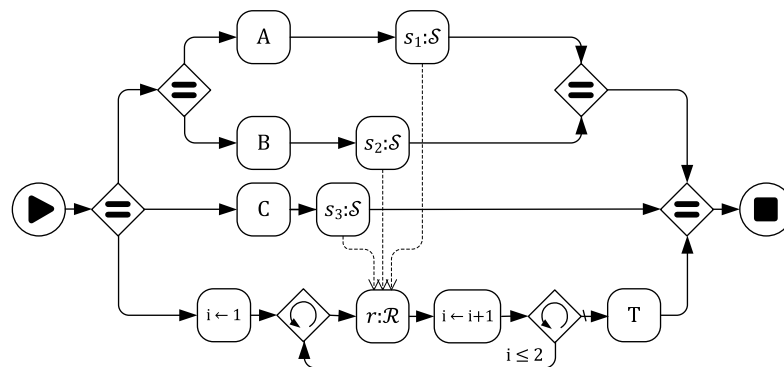 A
s₁:𝒮
B
s₂:𝒮
C
s₃:𝒮
i ← 1
r:ℛ
i ← i+1
T
i ≤ 2